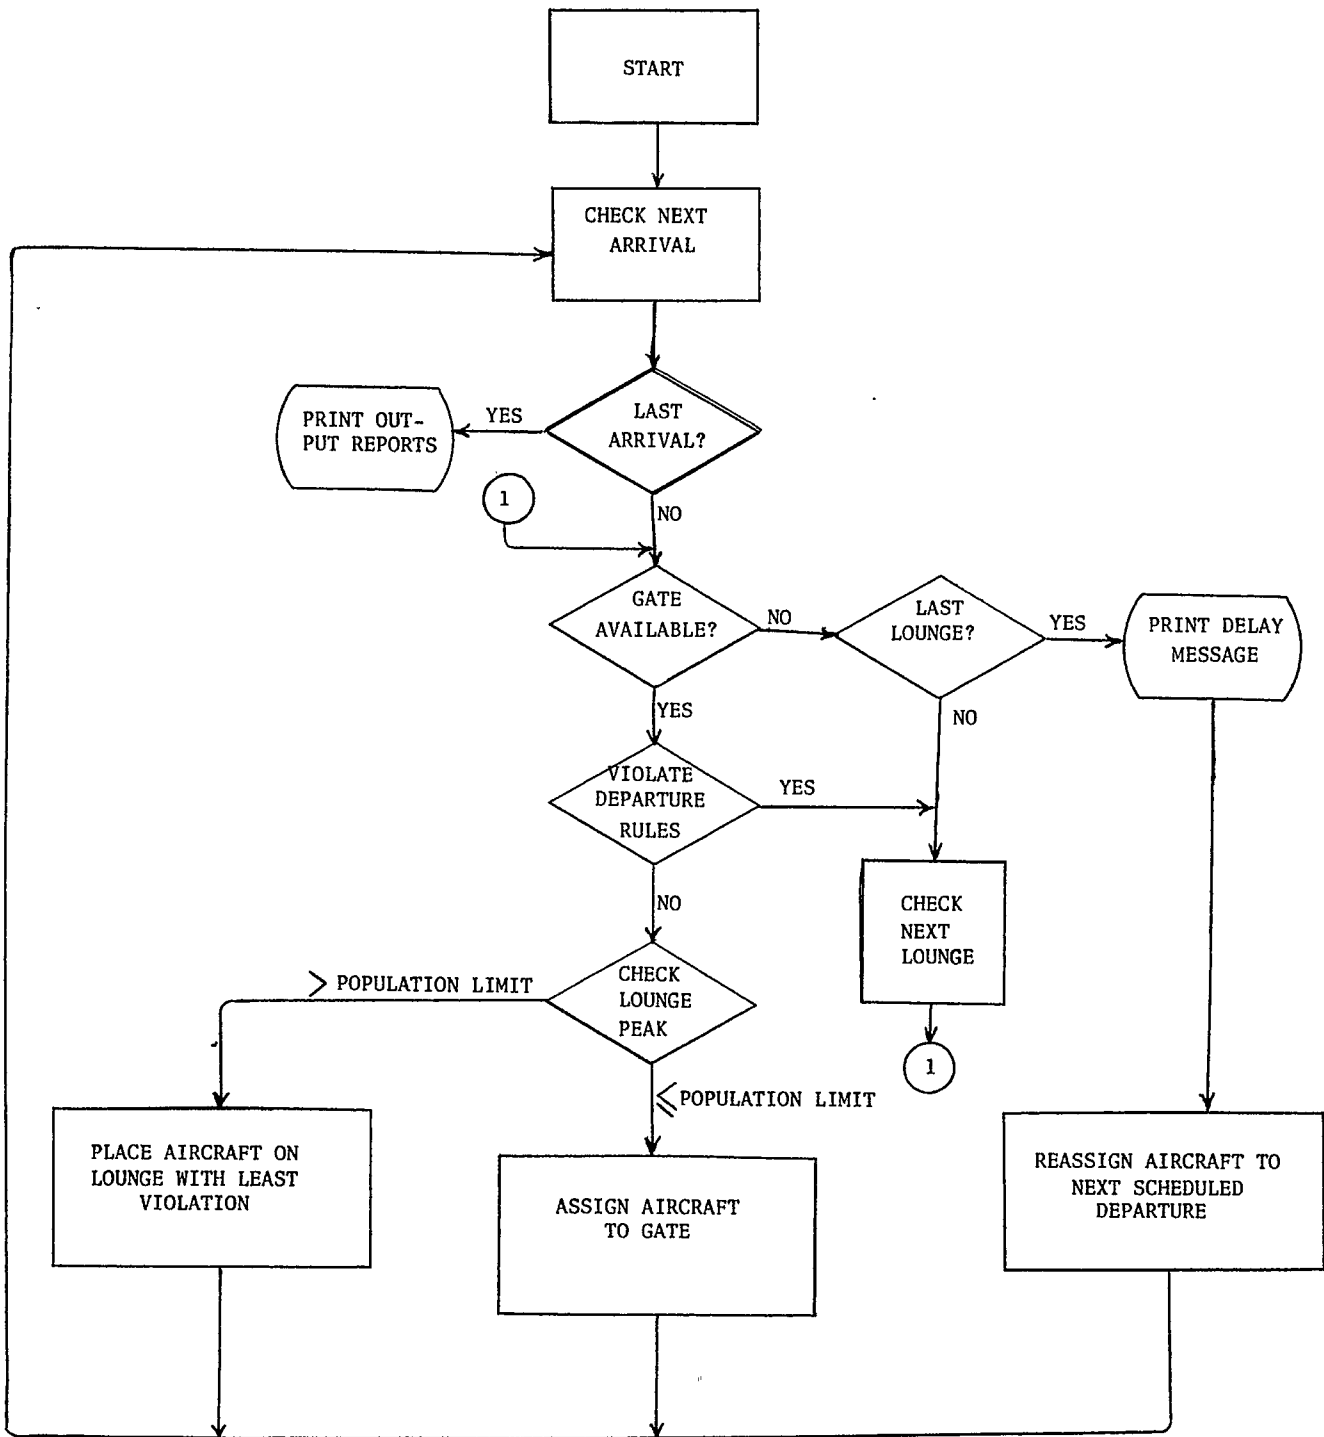 START
CHECK NEXT
ARRIVAL
LAST
ARRIVAL?
YES
PRINT OUT-
PUT REPORTS
1
NO
GATE
AVAILABLE?
NO
LAST
LOUNGE?
YES
PRINT DELAY
MESSAGE
YES
NO
VIOLATE
DEPARTURE
RULES
YES
CHECK
NEXT
LOUNGE
1
NO
CHECK
LOUNGE
PEAK
> POPULATION LIMIT
≤ POPULATION LIMIT
PLACE AIRCRAFT ON
LOUNGE WITH LEAST
VIOLATION
ASSIGN AIRCRAFT
TO GATE
REASSIGN AIRCRAFT TO
NEXT SCHEDULED
DEPARTURE